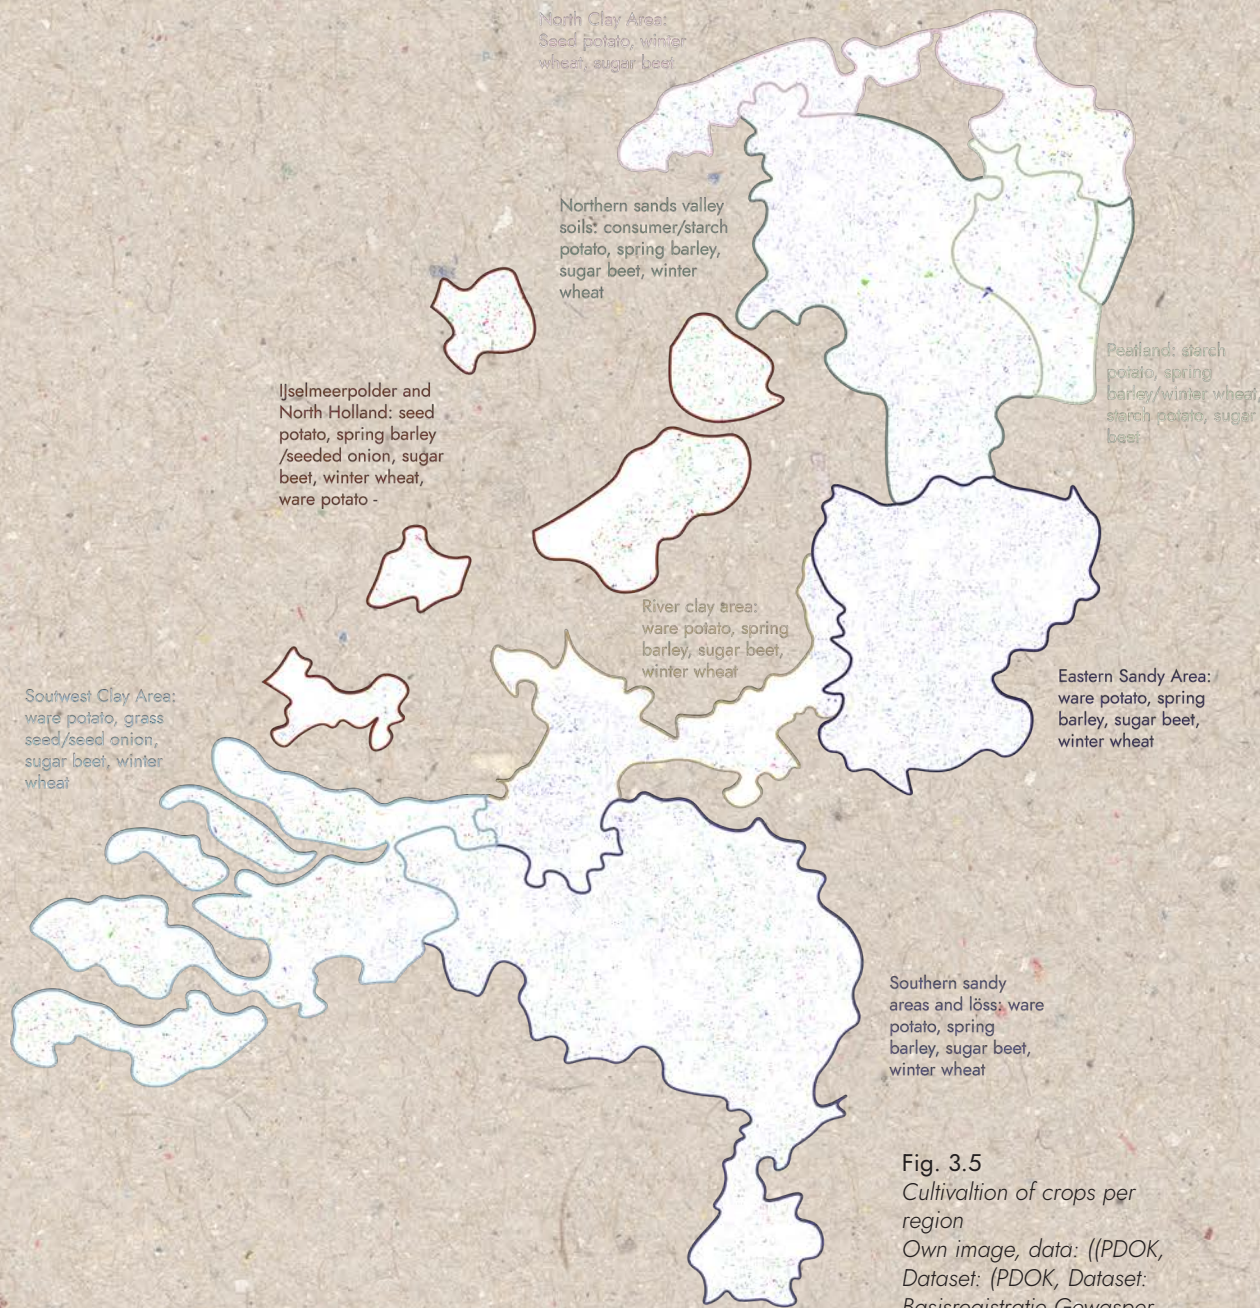 North Clay Area:
Seed potato, winter
wheat, sugar beet
Northern sands valley
soils: consumer/starch
potato, spring barley,
sugar beet, winter
wheat
Peatland: starch
potato, spring
barley/winter wheat,
starch potato, sugar
beet
IJselmeerpolder and
North Holland: seed
potato, spring barley
/seeded onion, sugar
beet, winter wheat,
ware potato -
River clay area:
ware potato, spring
barley, sugar beet,
winter wheat
Eastern Sandy Area:
ware potato, spring
barley, sugar beet,
winter wheat
Soutwest Clay Area:
ware potato, grass
seed/seed onion,
sugar beet, winter
wheat
Southern sandy
areas and löss: ware
potato, spring
barley, sugar beet,
winter wheat
Fig. 3.5
Cultivaltion of crops per
region
Own image, data: ((PDOK,
Dataset: (PDOK, Dataset:
Basisregistratie Gewasper